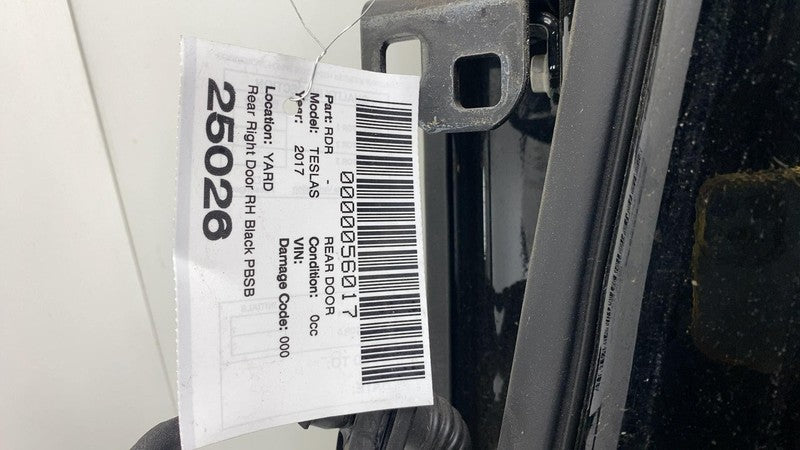 0000056017
Part: RDR - REAR DOOR
Model: TESLAS Condition: 0cc
Year: 2017 VIN:
Damage Code: 000
Location: YARD
Rear Right Door RH Black PBSB
25026